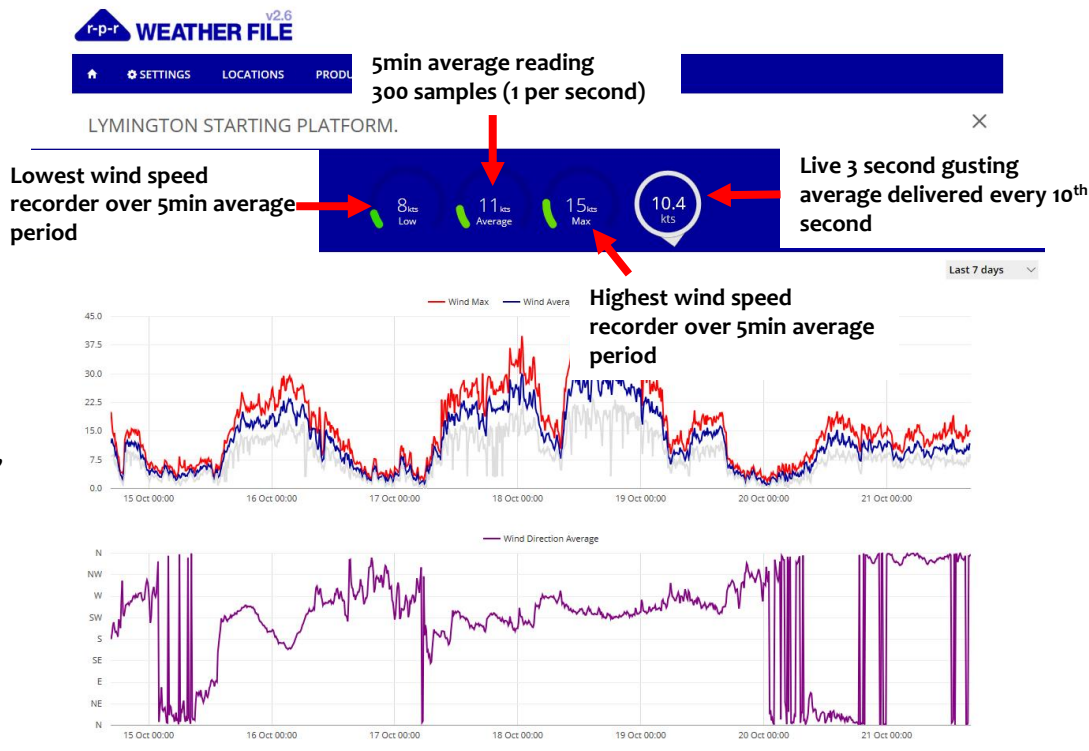 r-p-r WEATHER FILE v2.6
SETTINGS LOCATIONS
5min average reading
300 samples (1 per second)
LYMINGTON STARTING PLATFORM.
Lowest wind speed
recorder over 5min average
period
8kts
Low
11kts
Average
15kts
Max
10.4
kts
Live 3 second gusting
average delivered every 10th
second
Last 7 days
Highest wind speed
recorder over 5min average
period
Wind Max Wind
45.0
37.5
30.0
22.5
15.0
7.5
0.0
15 Oct 00:00 16 Oct 00:00 17 Oct 00:00 18 Oct 00:00 19 Oct 00:00 20 Oct 00:00 21 Oct 00:00
,
Wind Direction Average
N
NW
W
SW
S
SE
E
NE
N
15 Oct 00:00 16 Oct 00:00 17 Oct 00:00 18 Oct 00:00 19 Oct 00:00 20 Oct 00:00 21 Oct 00:00